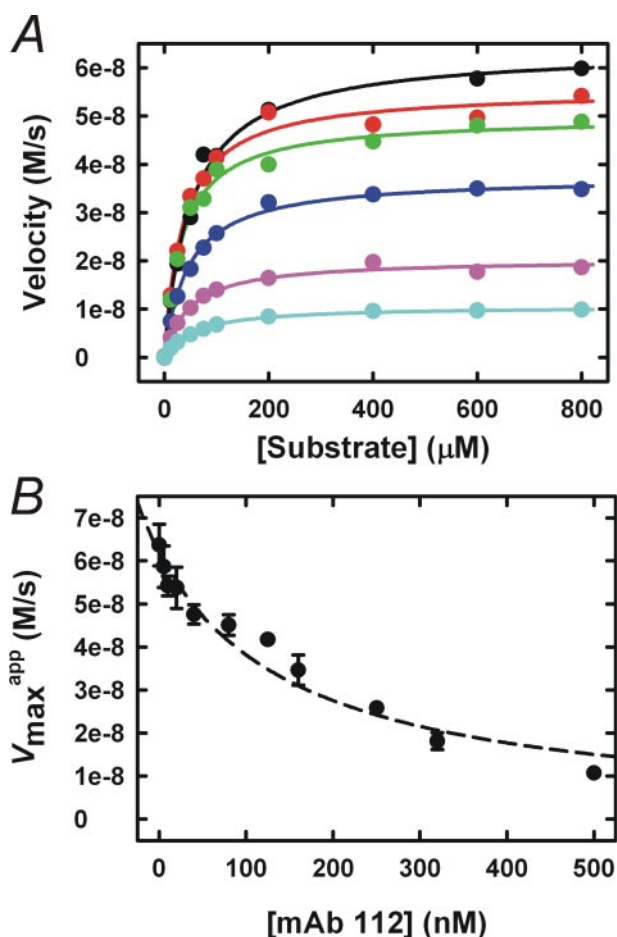 A
6e-8
5e-8
4e-8
3e-8
2e-8
1e-8
0
Velocity (M/s)
0 200 400 600 800
[Substrate] (μM)
B
7e-8
6e-8
5e-8
4e-8
3e-8
2e-8
1e-8
0
Vmax^app (M/s)
0 100 200 300 400 500
[mAb 112] (nM)